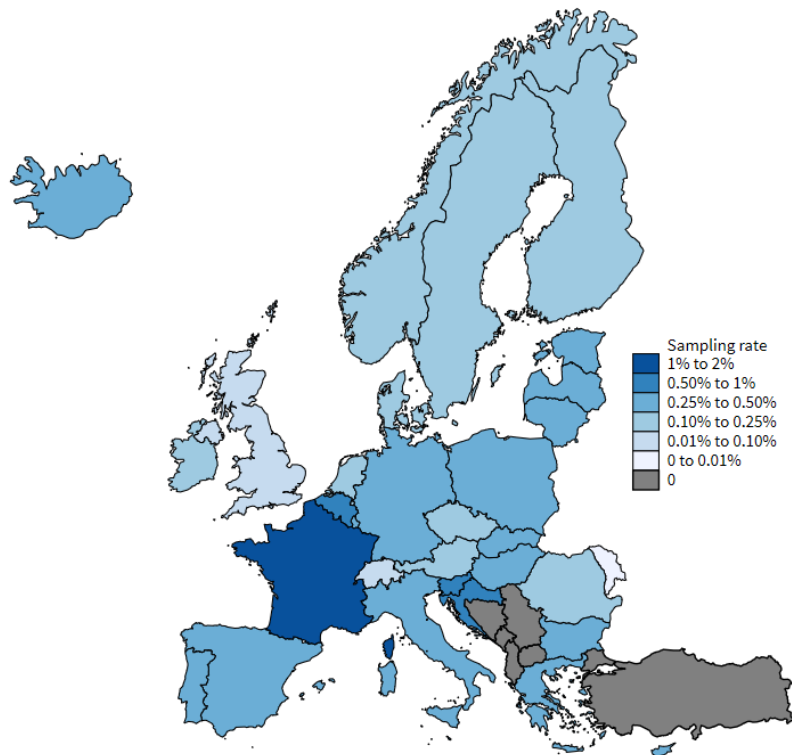 Sampling rate
1% to 2%
0.50% to 1%
0.25% to 0.50%
0.10% to 0.25%
0.01% to 0.10%
0 to 0.01%
0